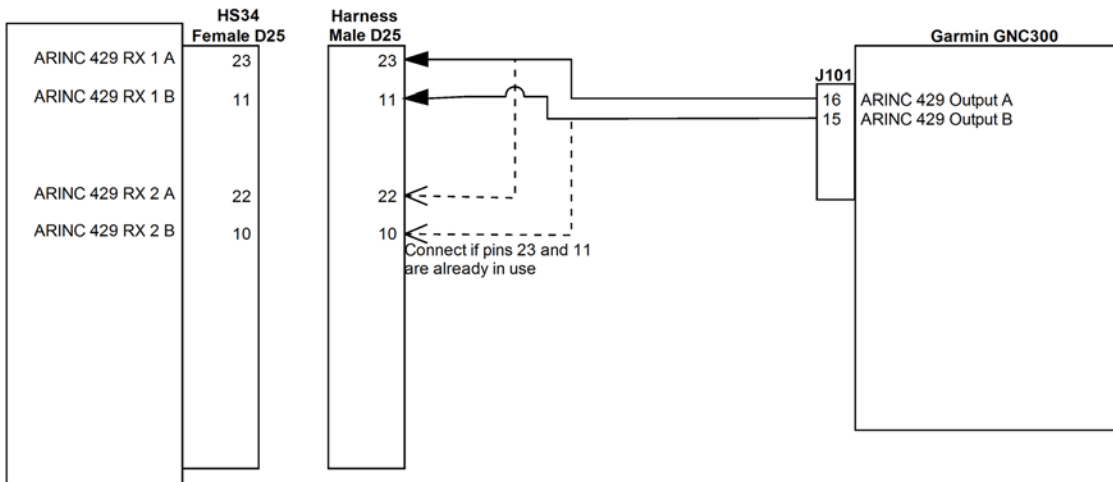 HS34
Female D25
Harness
Male D25
Garmin GNC300
ARINC 429 RX 1 A
23
23
J101
ARINC 429 RX 1 B
11
11
16
ARINC 429 Output A
15
ARINC 429 Output B
ARINC 429 RX 2 A
22
22
ARINC 429 RX 2 B
10
10
Connect if pins 23 and 11
are already in use